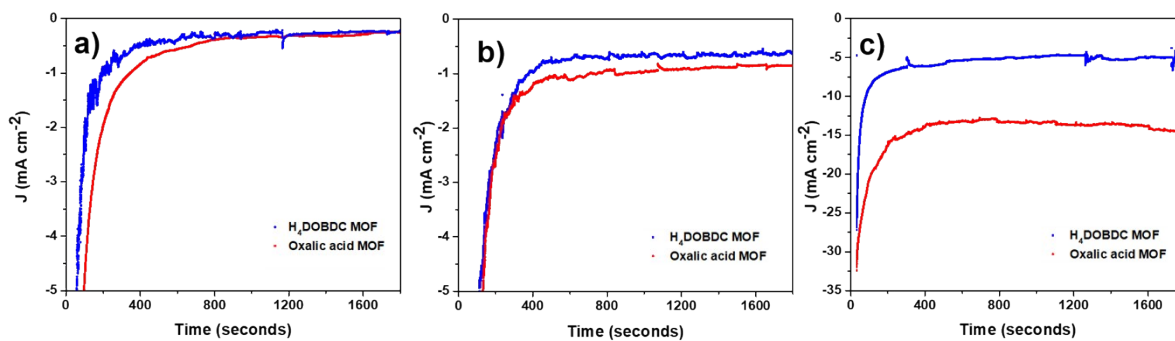 a)
0
-1
-2
-3
-4
-5
J (mA cm⁻²)
H₄DOBDC MOF
Oxalic acid MOF
0 400 800 1200 1600
Time (seconds)
b)
0
-1
-2
-3
-4
-5
J (mA cm⁻²)
H₄DOBDC MOF
Oxalic acid MOF
0 400 800 1200 1600
Time (seconds)
c)
0
-5
-10
-15
-20
-25
-30
-35
J (mA cm⁻²)
H₄DOBDC MOF
Oxalic acid MOF
0 400 800 1200 1600
Time (seconds)